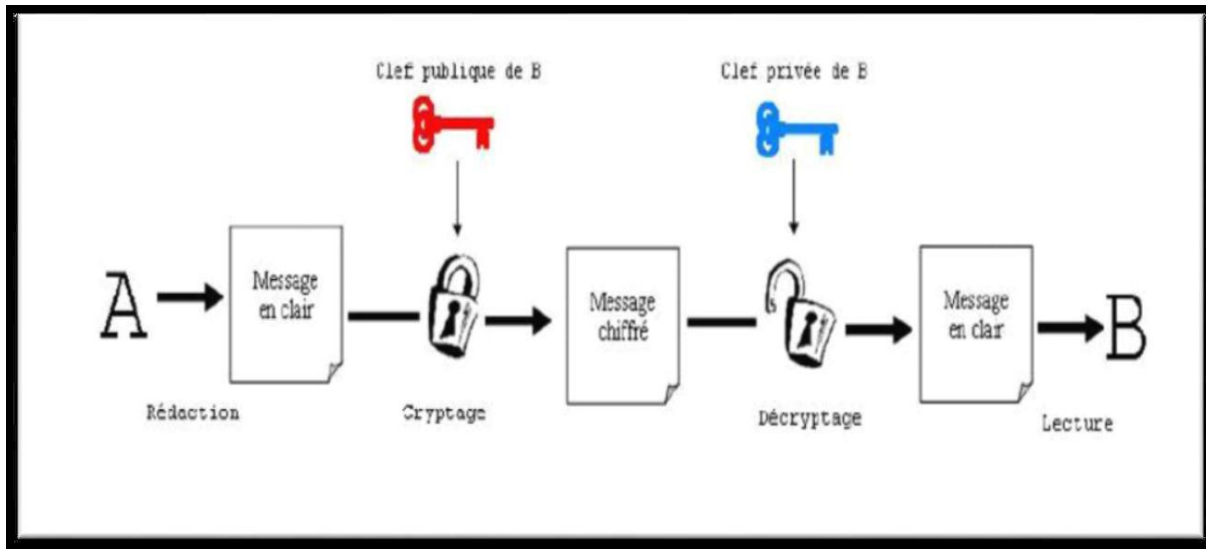 Clef publique de B
Clef privée de B
A
Message
en clair
Message
chiffré
Message
en clair
B
Rédaction
Cryptage
Décryptage
Lecture